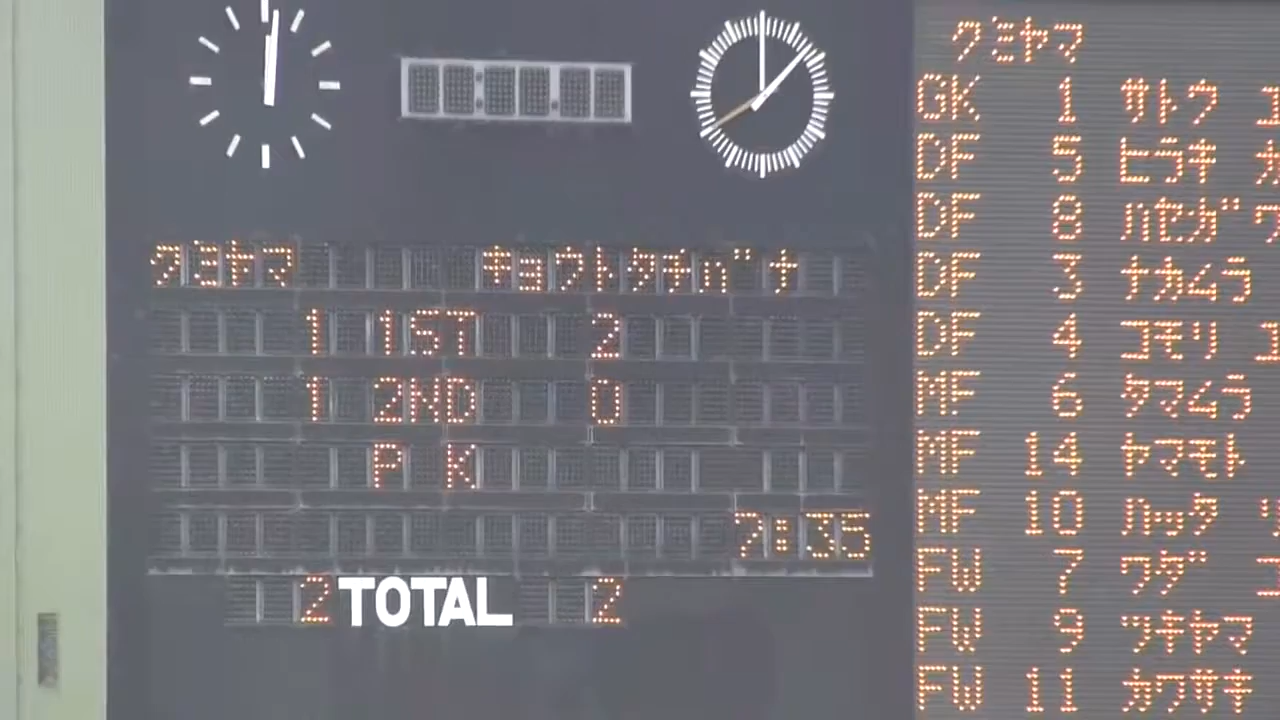 クミヤマ キョウトタチバナ
1 1ST 2
1 2ND 0
PK
7:35
2 TOTAL 2
クミヤマ
GK 1 サトウ
DF 5 ヒラキ
DF 8 ハセガワ
DF 3 ナカムラ
DF 4 コモリ
MF 6 タマムラ
MF 14 ヤマモト
MF 10 ハッタ
FW 7 ワダ
FW 9 ツキヤマ
FW 11 カワサキ